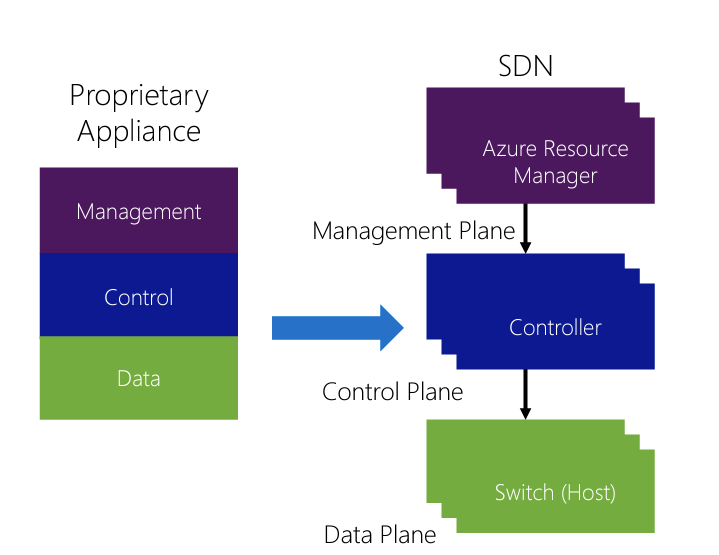 Proprietary
Appliance
Management
Control
Data
SDN
Azure Resource
Manager
Management Plane
Controller
Control Plane
Switch (Host)
Data Plane